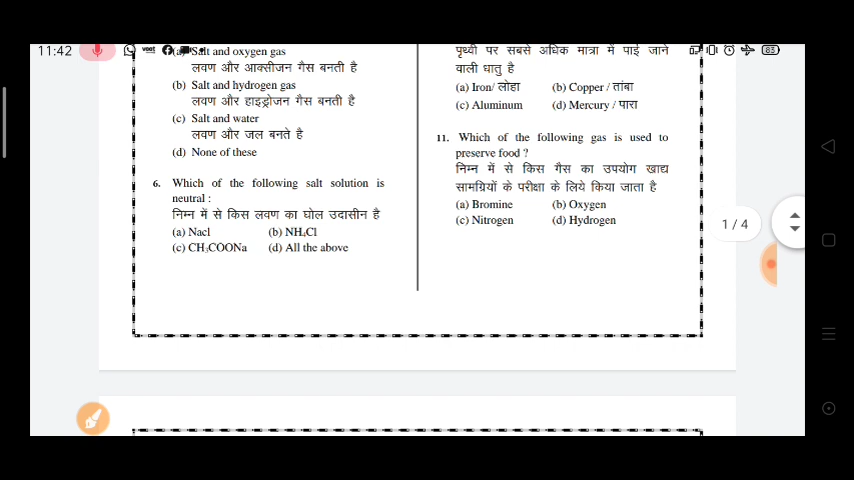 11:42
83
(a) Salt and oxygen gas
लवण और आक्सीजन गैस बनती है
(b) Salt and hydrogen gas
लवण और हाइड्रोजन गैस बनती है
(c) Salt and water
लवण और जल बनते है
(d) None of these
6. Which of the following salt solution is
neutral :
निम्न में से किस लवण का घोल उदासीन है
(a) Nacl (b) NH₄Cl
(c) CH₃COONa (d) All the above
पृथ्वी पर सबसे अधिक मात्रा में पाई जाने
वाली धातु है
(a) Iron/ लोहा (b) Copper / तांबा
(c) Aluminum (d) Mercury / पारा
11. Which of the following gas is used to
preserve food ?
निम्न में से किस गैस का उपयोग खाद्य
सामग्रियों के परीक्षा के लिये किया जाता है
(a) Bromine (b) Oxygen
(c) Nitrogen (d) Hydrogen
1 / 4